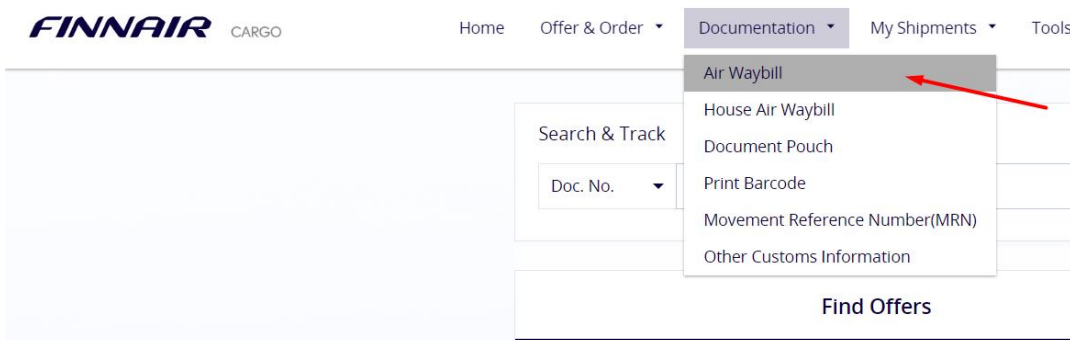 FINNAIR CARGO Home Offer & Order Documentation My Shipments Tools
Air Waybill
House Air Waybill
Search & Track
Document Pouch
Doc. No.
Print Barcode
Movement Reference Number(MRN)
Other Customs Information
Find Offers